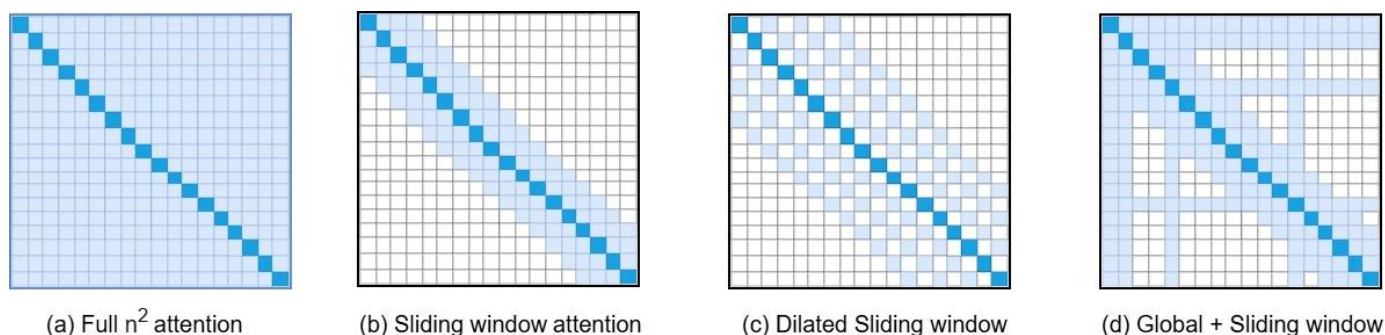 (a) Full n² attention
(b) Sliding window attention
(c) Dilated Sliding window
(d) Global + Sliding window